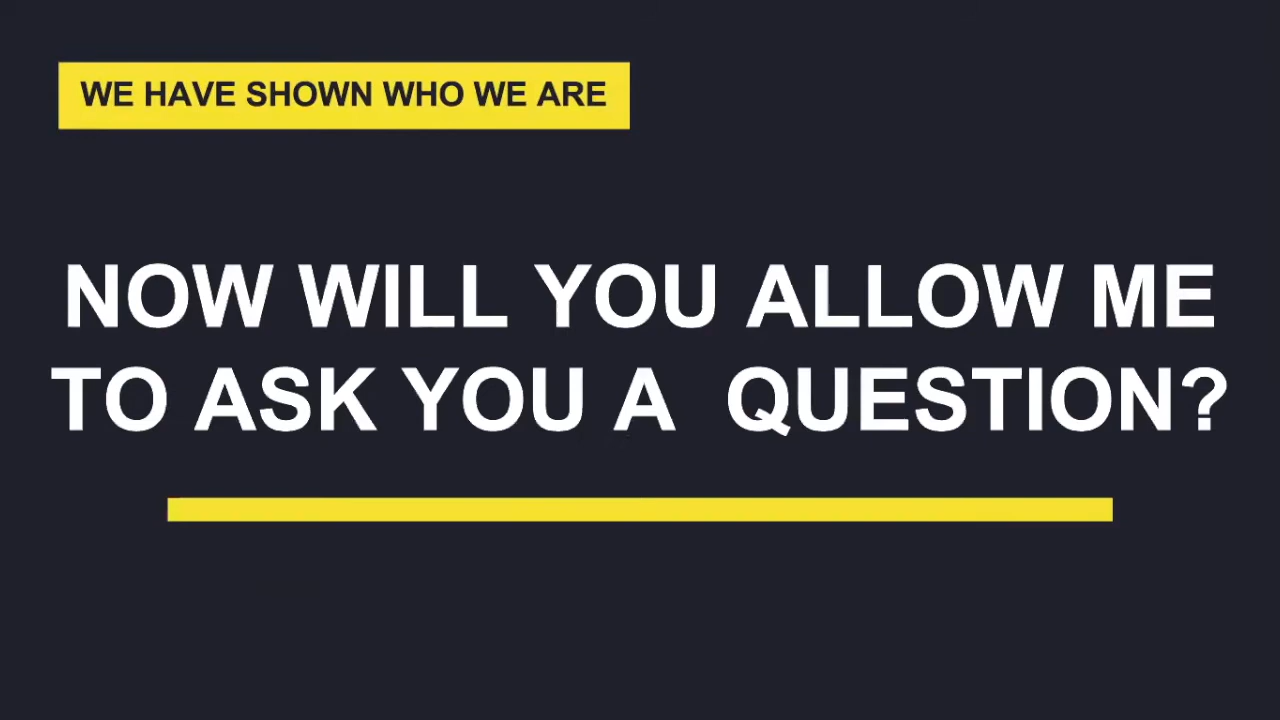 WE HAVE SHOWN WHO WE ARE
NOW WILL YOU ALLOW ME
TO ASK YOU A  QUESTION?